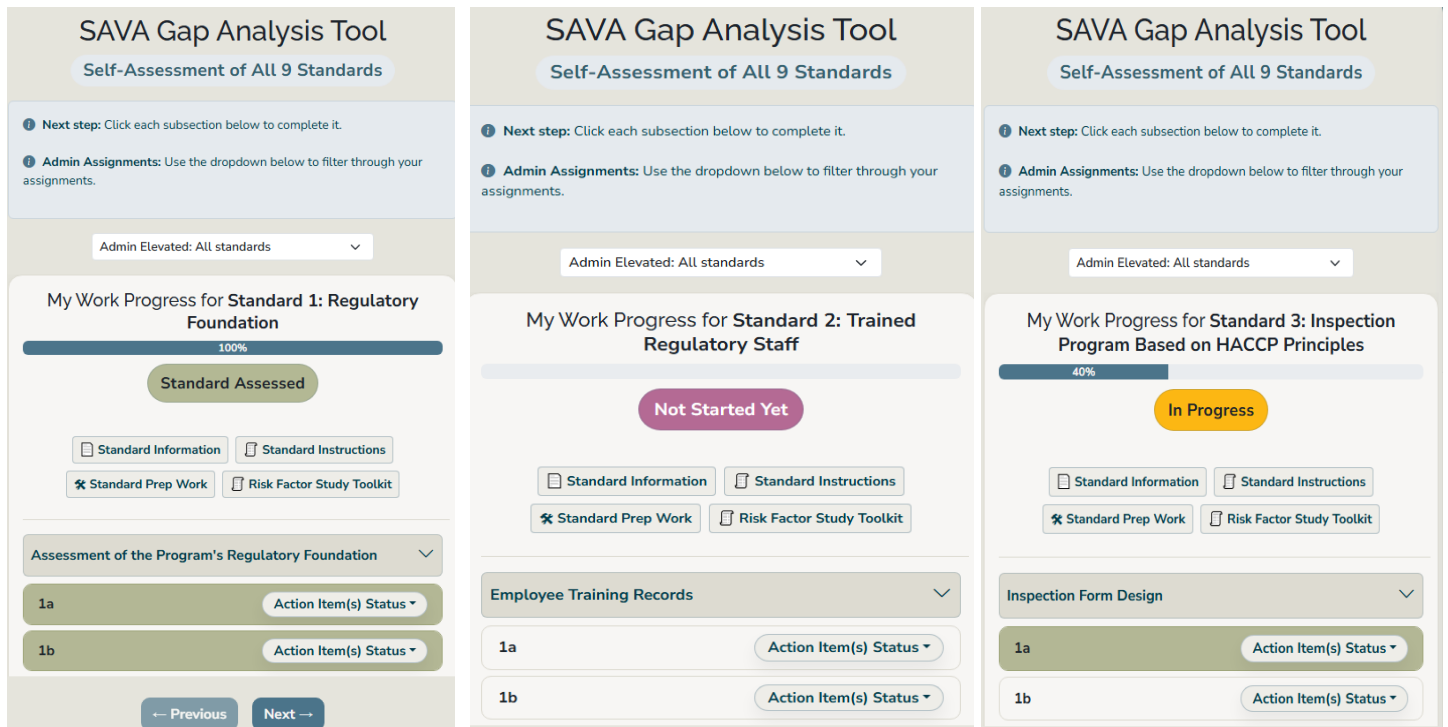 SAVA Gap Analysis Tool
Self-Assessment of All 9 Standards
Next step: Click each subsection below to complete it.
Admin Assignments: Use the dropdown below to filter through your
assignments.
Admin Elevated: All standards
My Work Progress for Standard 1: Regulatory
Foundation
100%
Standard Assessed
Standard Information
Standard Instructions
Standard Prep Work
Risk Factor Study Toolkit
Assessment of the Program's Regulatory Foundation
1a
Action Item(s) Status
1b
Action Item(s) Status
← Previous
Next →
SAVA Gap Analysis Tool
Self-Assessment of All 9 Standards
Next step: Click each subsection below to complete it.
Admin Assignments: Use the dropdown below to filter through your
assignments.
Admin Elevated: All standards
My Work Progress for Standard 2: Trained
Regulatory Staff
Not Started Yet
Standard Information
Standard Instructions
Standard Prep Work
Risk Factor Study Toolkit
Employee Training Records
1a
Action Item(s) Status
1b
Action Item(s) Status
SAVA Gap Analysis Tool
Self-Assessment of All 9 Standards
Next step: Click each subsection below to complete it.
Admin Assignments: Use the dropdown below to filter through your
assignments.
Admin Elevated: All standards
My Work Progress for Standard 3: Inspection
Program Based on HACCP Principles
40%
In Progress
Standard Information
Standard Instructions
Standard Prep Work
Risk Factor Study Toolkit
Inspection Form Design
1a
Action Item(s) Status
1b
Action Item(s) Status